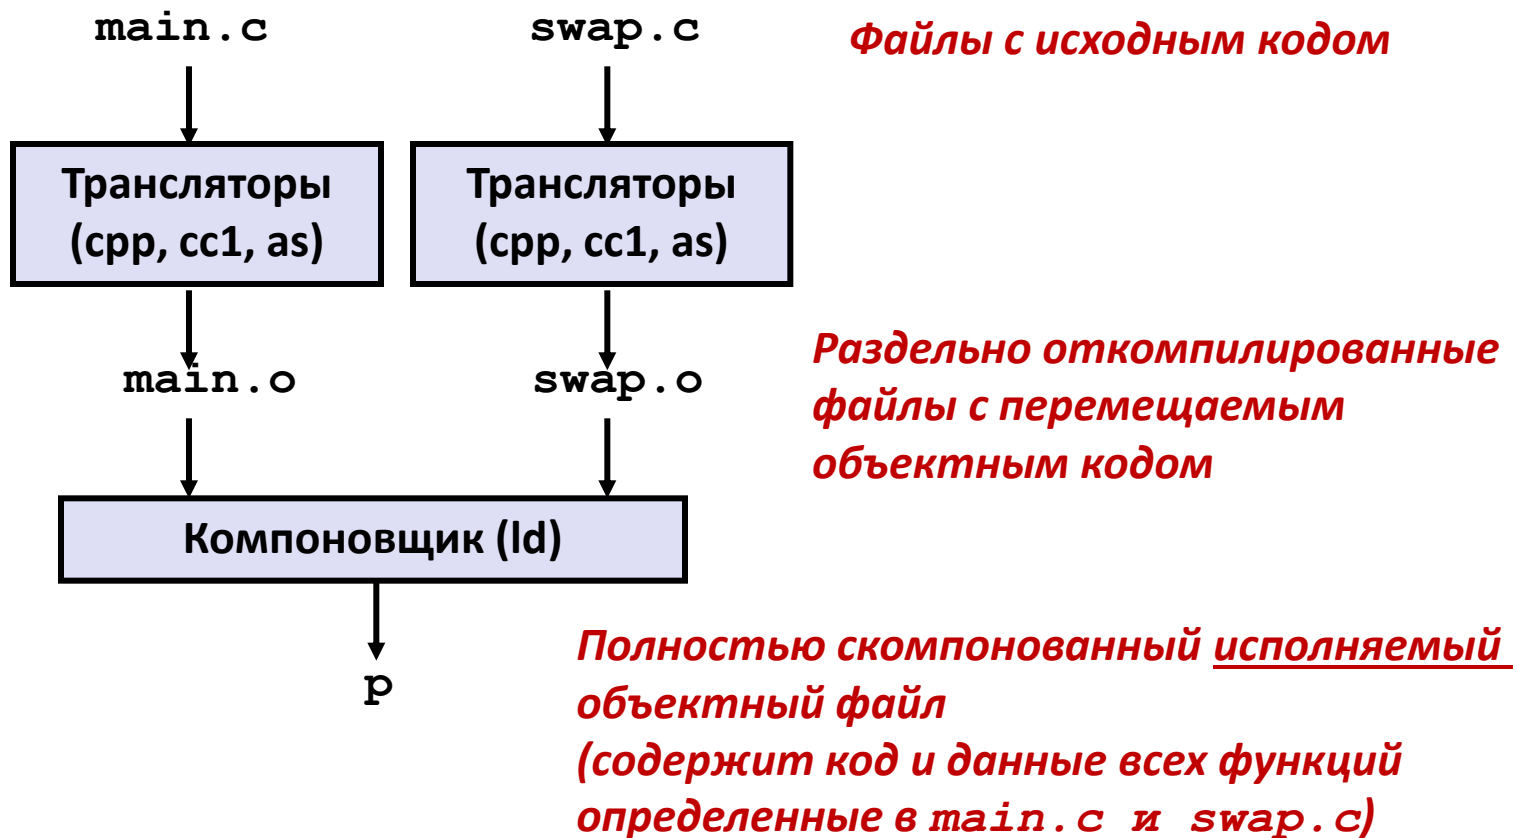 main.c
swap.c
Файлы с исходным кодом
Трансляторы
(cpp, cc1, as)
Трансляторы
(cpp, cc1, as)
main.o
swap.o
Раздельно откомпилированные
файлы с перемещаемым
объектным кодом
Компоновщик (ld)
p
Полностью скомпонованный исполняемый
объектный файл
(содержит код и данные всех функций
определенные в main.c и swap.c)